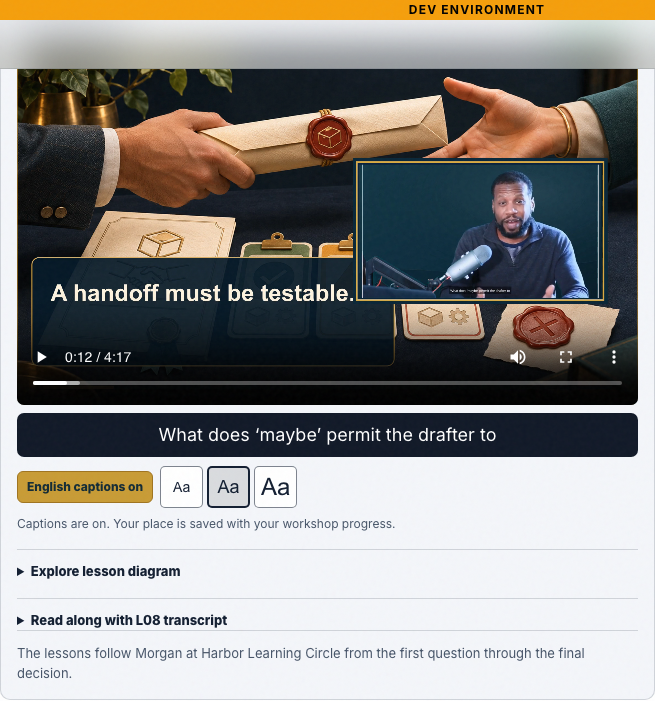 DEV ENVIRONMENT
A handoff must be testable.
0:12 / 4:17
What does ‘maybe’ permit the drafter to
English captions on
Aa Aa Aa
Captions are on. Your place is saved with your workshop progress.
Explore lesson diagram
Read along with L08 transcript
The lessons follow Morgan at Harbor Learning Circle from the first question through the final
decision.